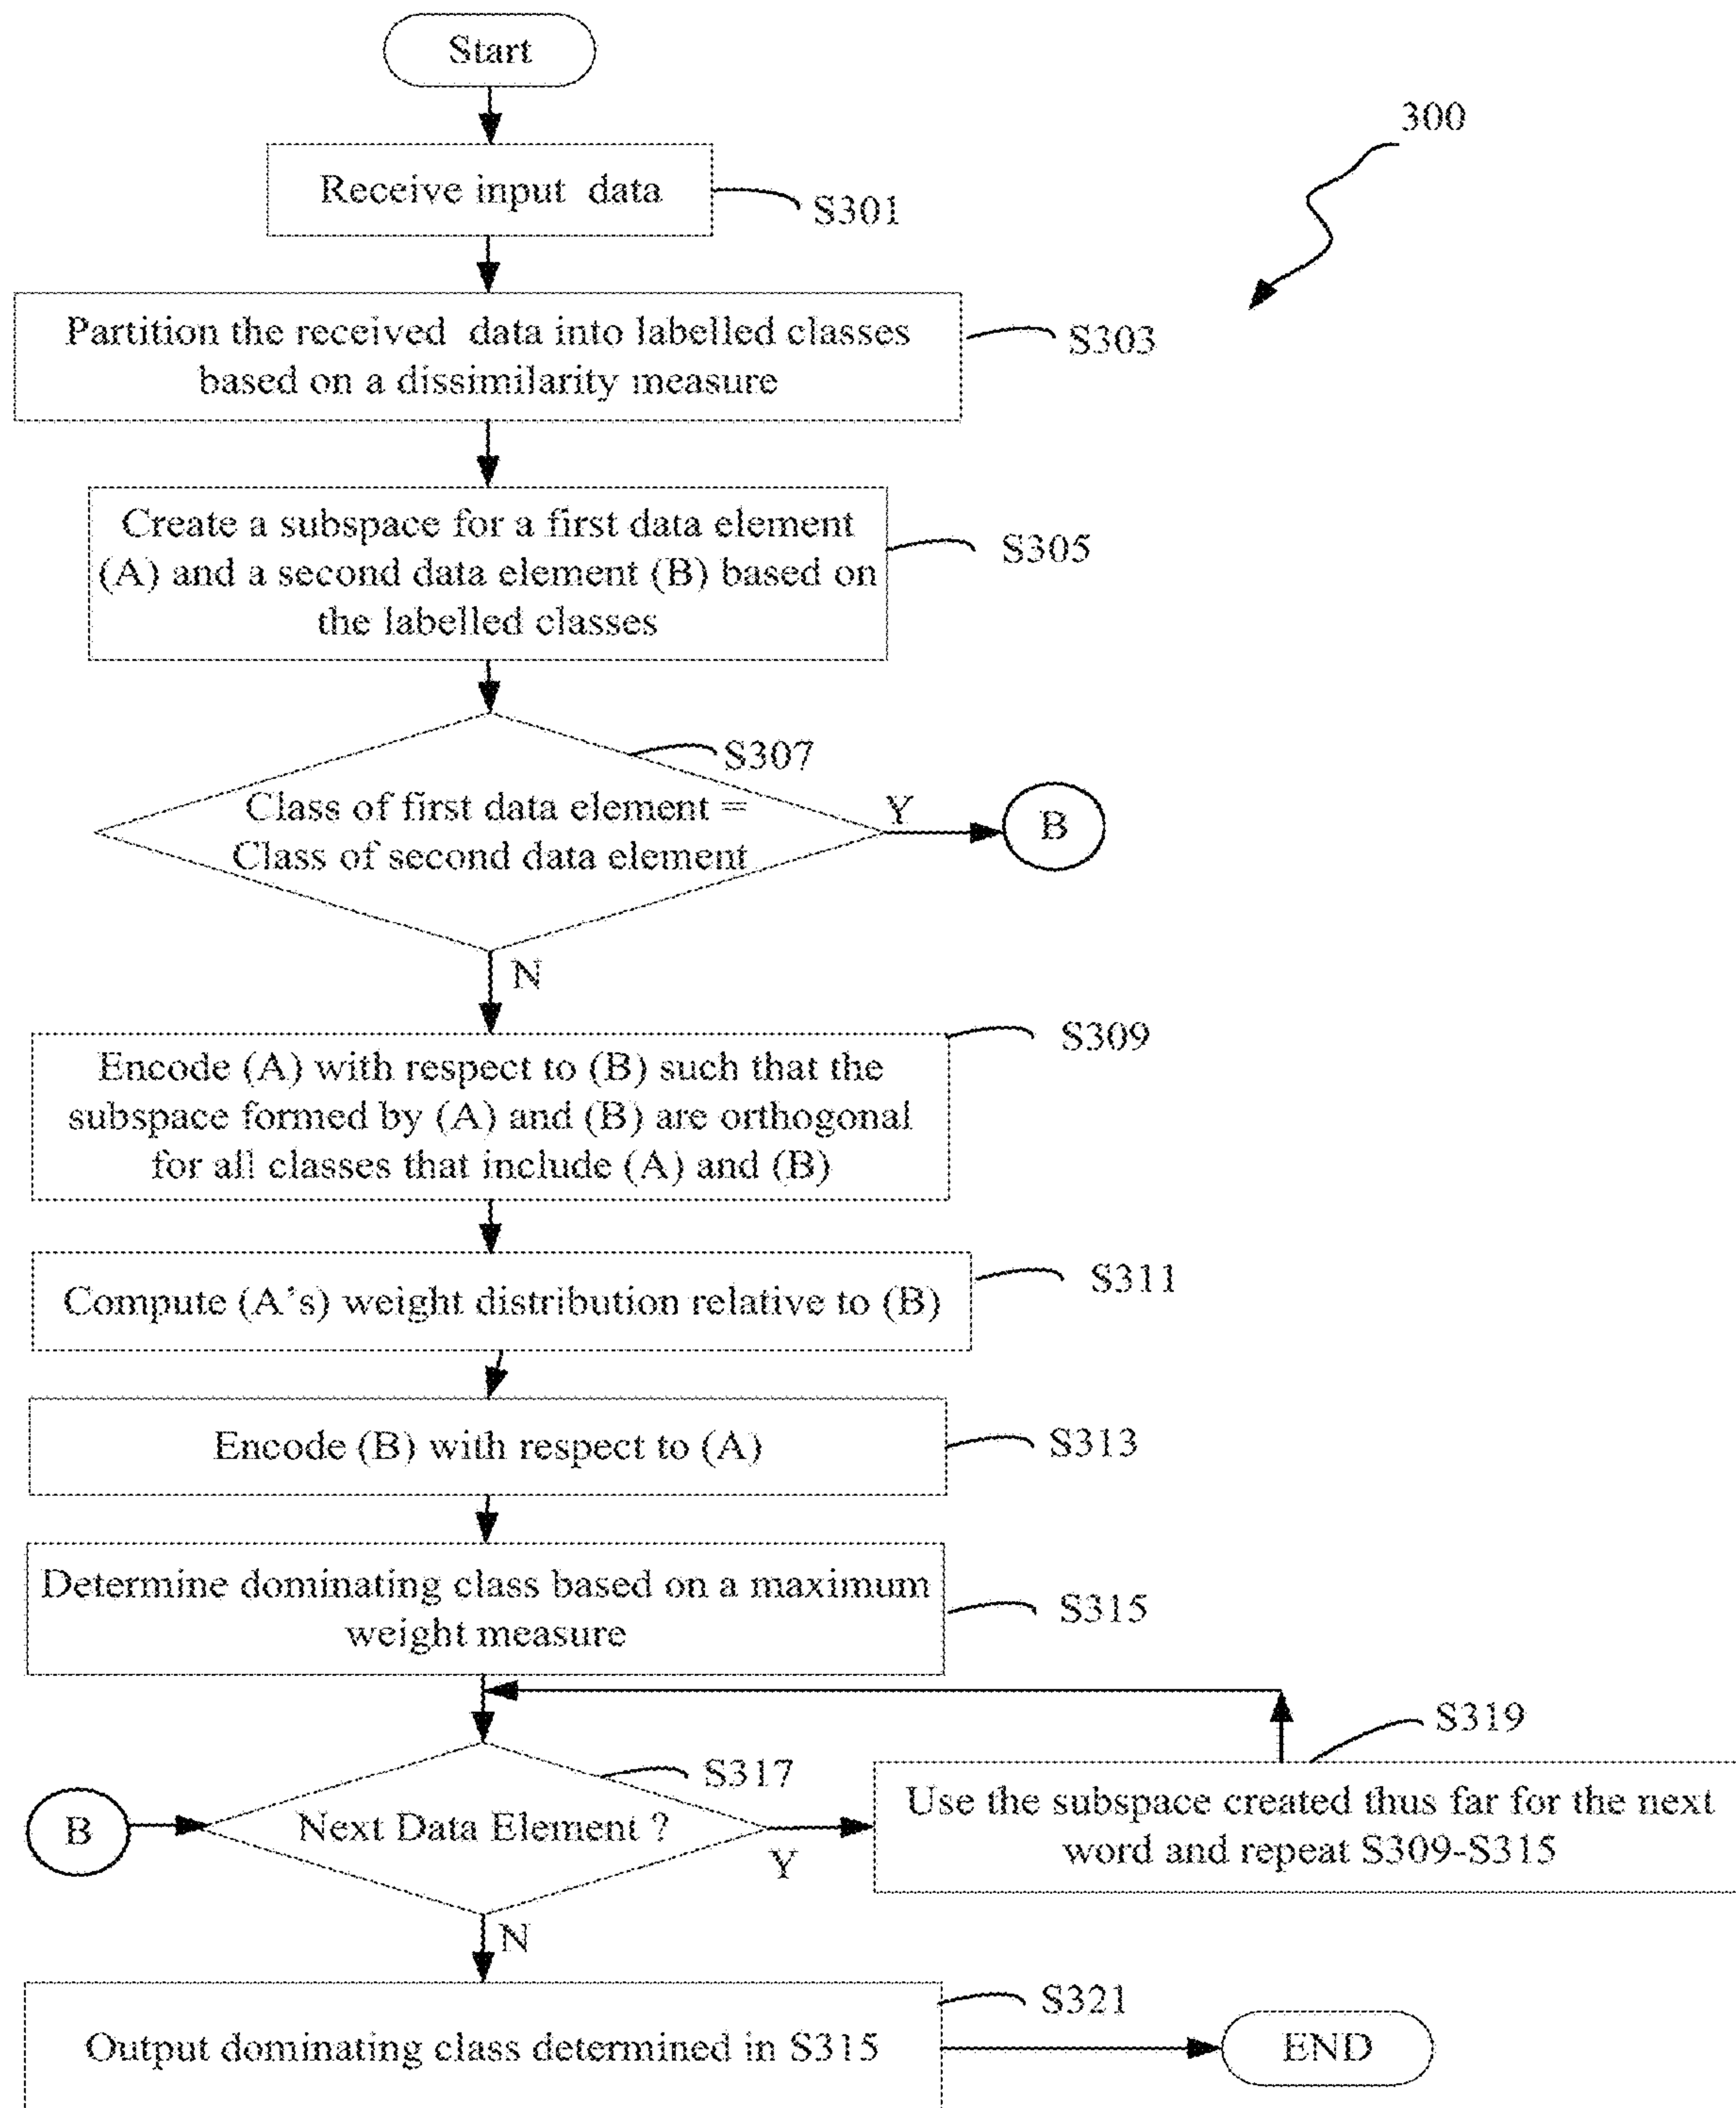 Start
300
Receive input data
S301
Partition the received data into labelled classes
based on a dissimilarity measure
S303
Create a subspace for a first data element
(A) and a second data element (B) based on
the labelled classes
S305
S307
Class of first data element =
Class of second data element
Y
B
N
S309
Encode (A) with respect to (B) such that the
subspace formed by (A) and (B) are orthogonal
for all classes that include (A) and (B)
S311
Compute (A's) weight distribution relative to (B)
Encode (B) with respect to (A)
S313
Determine dominating class based on a maximum
weight measure
S315
S319
S317
B
Next Data Element ?
Y
Use the subspace created thus far for the next
word and repeat S309-S315
N
S321
Output dominating class determined in S315
END